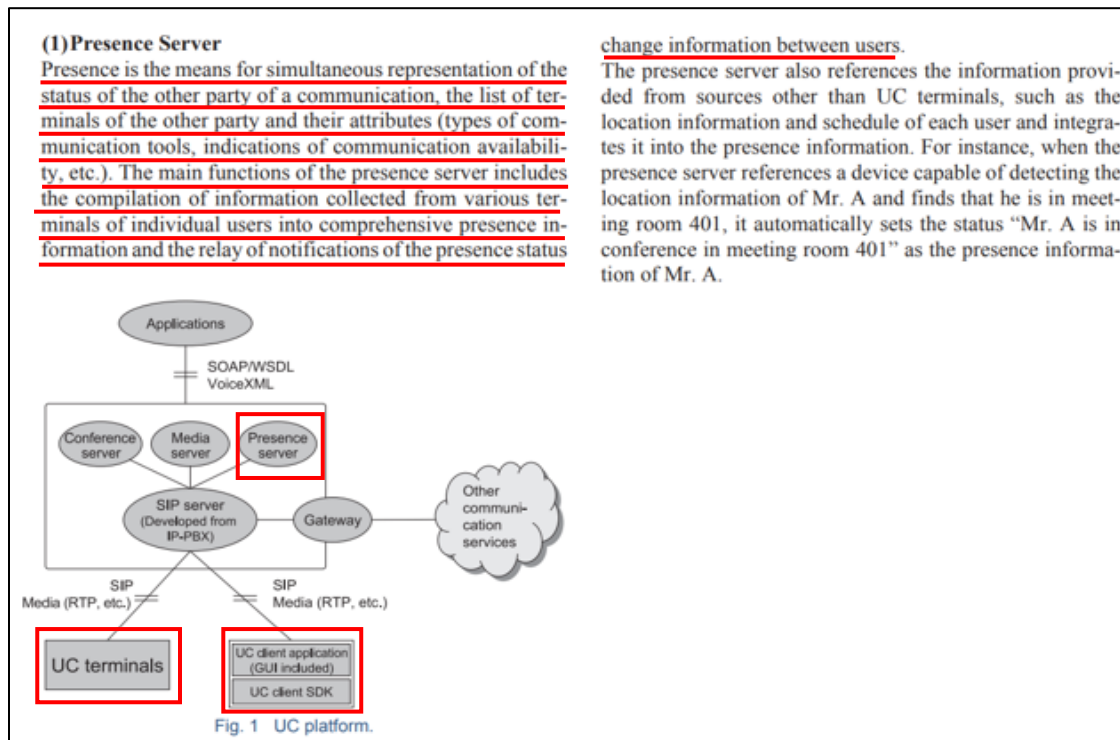 (1)Presence Server
Presence is the means for simultaneous representation of the
status of the other party of a communication, the list of ter-
minals of the other party and their attributes (types of com-
munication tools, indications of communication availabili-
ty, etc.). The main functions of the presence server includes
the compilation of information collected from various ter-
minals of individual users into comprehensive presence in-
formation and the relay of notifications of the presence status
change information between users.
The presence server also references the information provi-
ded from sources other than UC terminals, such as the
location information and schedule of each user and integra-
tes it into the presence information. For instance, when the
presence server references a device capable of detecting the
location information of Mr. A and finds that he is in meet-
ing room 401, it automatically sets the status “Mr. A is in
conference in meeting room 401” as the presence informa-
tion of Mr. A.
Applications
SOAP/WSDL
VoiceXML
Conference
server
Media
server
Presence
server
SIP server
(Developed from
IP-PBX)
Gateway
Other
communi-
cation
services
SIP
Media (RTP, etc.)
SIP
Media (RTP, etc.)
UC terminals
UC client application
(GUI included)
UC client SDK
Fig. 1 UC platform.